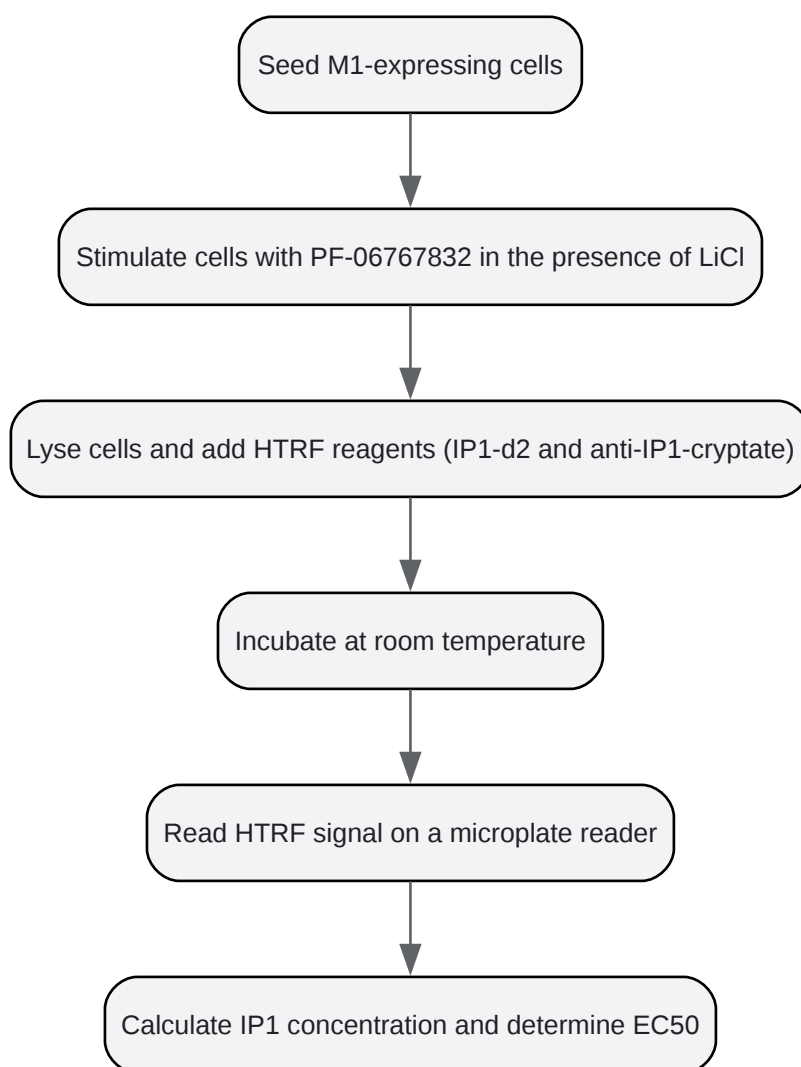 Seed M1-expressing cells
Stimulate cells with PF-06767832 in the presence of LiCl
Lyse cells and add HTRF reagents (IP1-d2 and anti-IP1-cryptate)
Incubate at room temperature
Read HTRF signal on a microplate reader
Calculate IP1 concentration and determine EC50